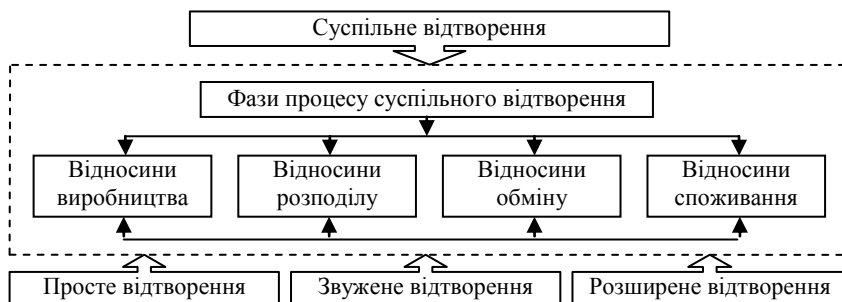 Суспільне відтворення
Фази процесу суспільного відтворення
Відносини
виробництва
Відносини
розподілу
Відносини
обміну
Відносини
споживання
Просте відтворення
Звужене відтворення
Розширене відтворення